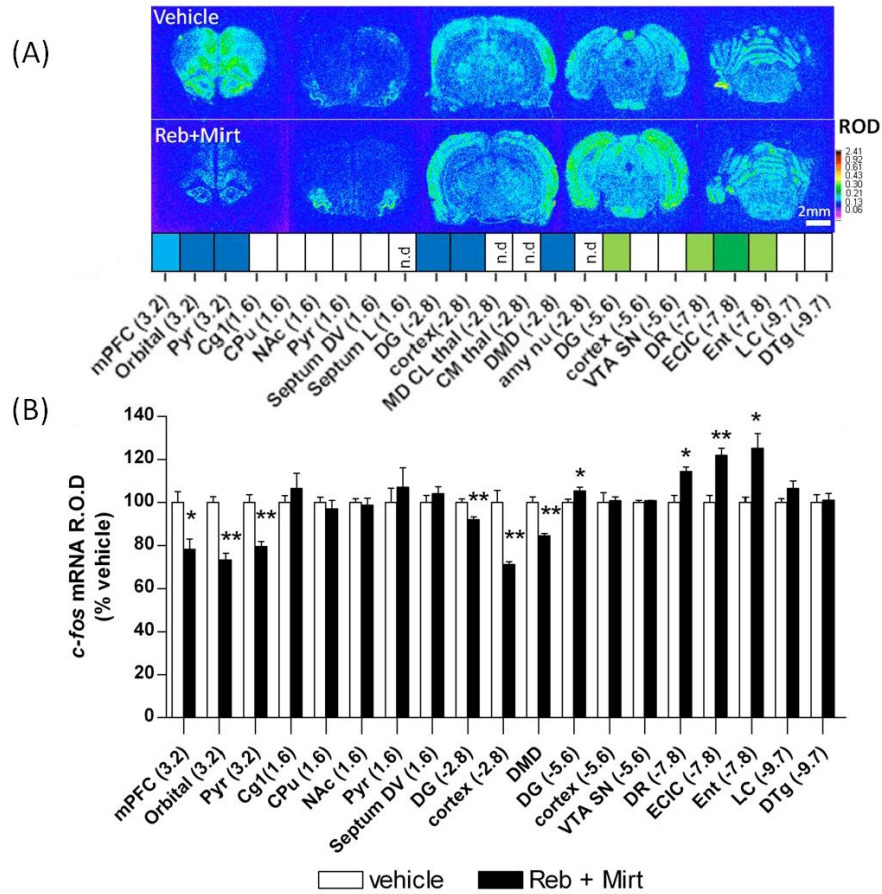 (A)
Vehicle
Reb+Mirt
ROD
2.41
0.92
0.61
0.43
0.30
0.21
0.13
0.06
2mm
n.d
n.d
n.d
n.d
mPFC (3.2)
Orbital (3.2)
Pyr (3.2)
Cg1(1.6)
CPu (1.6)
NAc (1.6)
Pyr (1.6)
Septum DV (1.6)
Septum L (1.6)
DG (-2.8)
cortex(-2.8)
MD CL thal (-2.8)
CM thal (-2.8)
DMD (-2.8)
amy nu (-2.8)
DG (-5.6)
cortex (-5.6)
VTA SN (-5.6)
DR (-7.8)
ECIC (-7.8)
Ent (-7.8)
LC (-9.7)
DTg (-9.7)
(B)
c-fos mRNA R.O.D
(% vehicle)
140
120
100
80
60
40
20
0
*
**
**
**
**
**
*
*
**
*
mPFC (3.2)
Orbital (3.2)
Pyr (3.2)
Cg1(1.6)
CPu (1.6)
NAc (1.6)
Pyr (1.6)
Septum DV (1.6)
DG (-2.8)
cortex (-2.8)
DMD
DG (-5.6)
cortex (-5.6)
VTA SN (-5.6)
DR (-7.8)
ECIC (-7.8)
Ent (-7.8)
LC (-9.7)
DTg (-9.7)
vehicle
Reb + Mirt